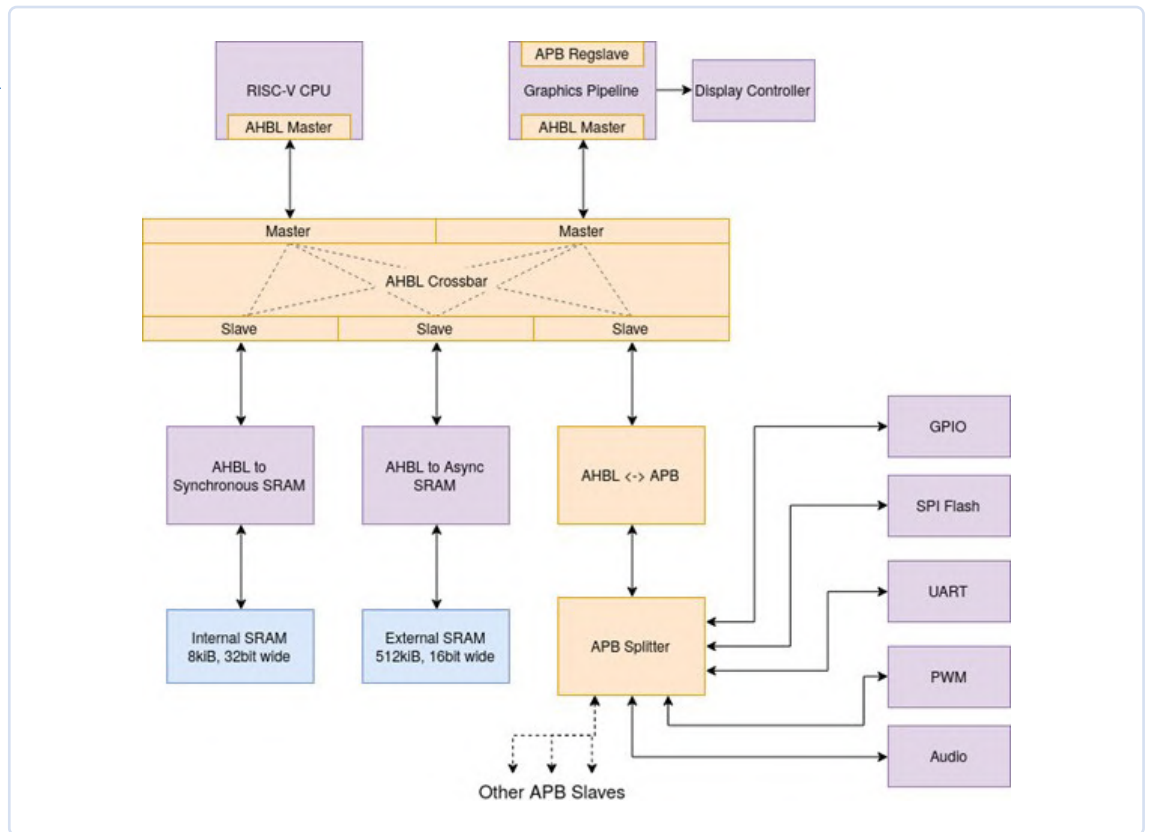 APB Regslave
RISC-V CPU
Graphics Pipeline
Display Controller
AHBL Master
AHBL Master
Master
Master
AHBL Crossbar
Slave
Slave
Slave
GPIO
AHBL to
Synchronous SRAM
AHBL to Async
SRAM
AHBL <-> APB
SPI Flash
UART
Internal SRAM
8kiB, 32bit wide
External SRAM
512kiB, 16bit wide
APB Splitter
PWM
Audio
Other APB Slaves